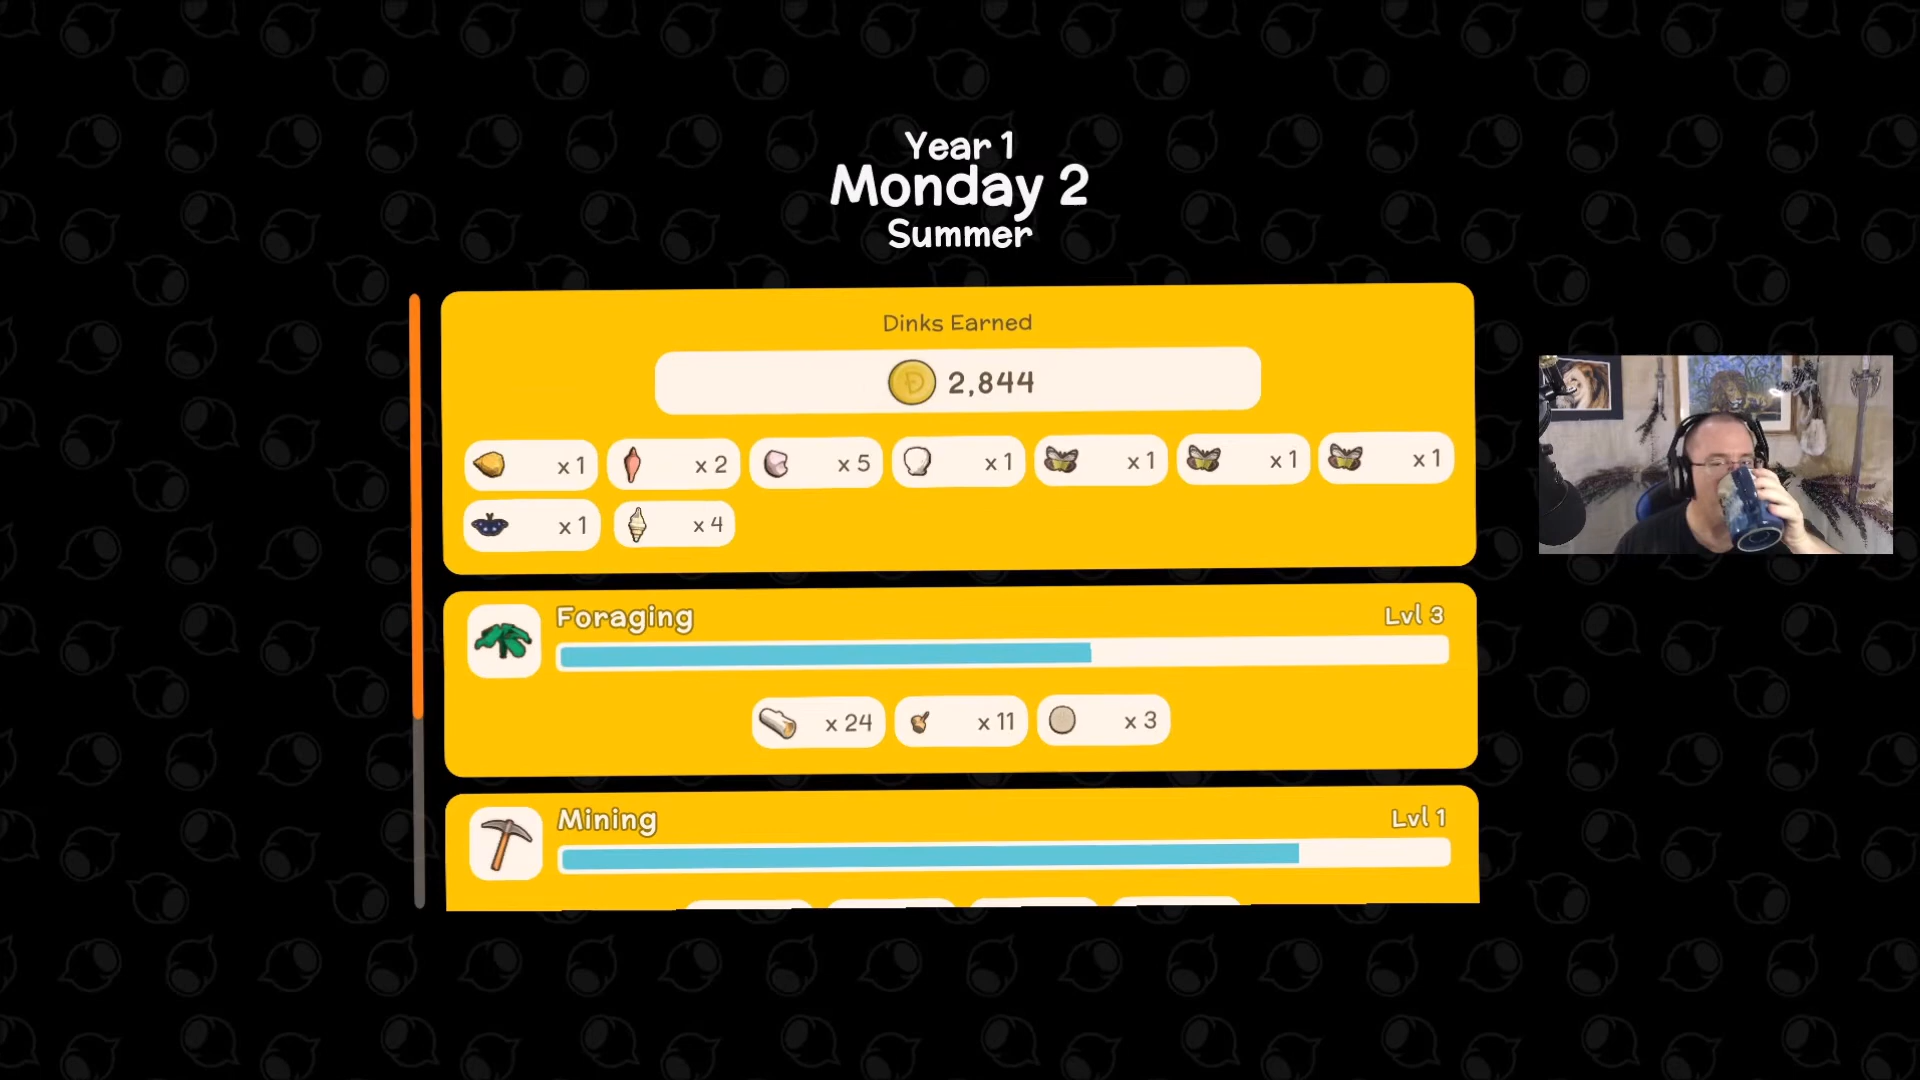 Year 1
Monday 2
Summer
Dinks Earned
2,844
x 1
x 2
x 5
x 1
x 1
x 1
x 1
x 1
x 4
Foraging
Lvl 3
x 24
x 11
x 3
Mining
Lvl 1